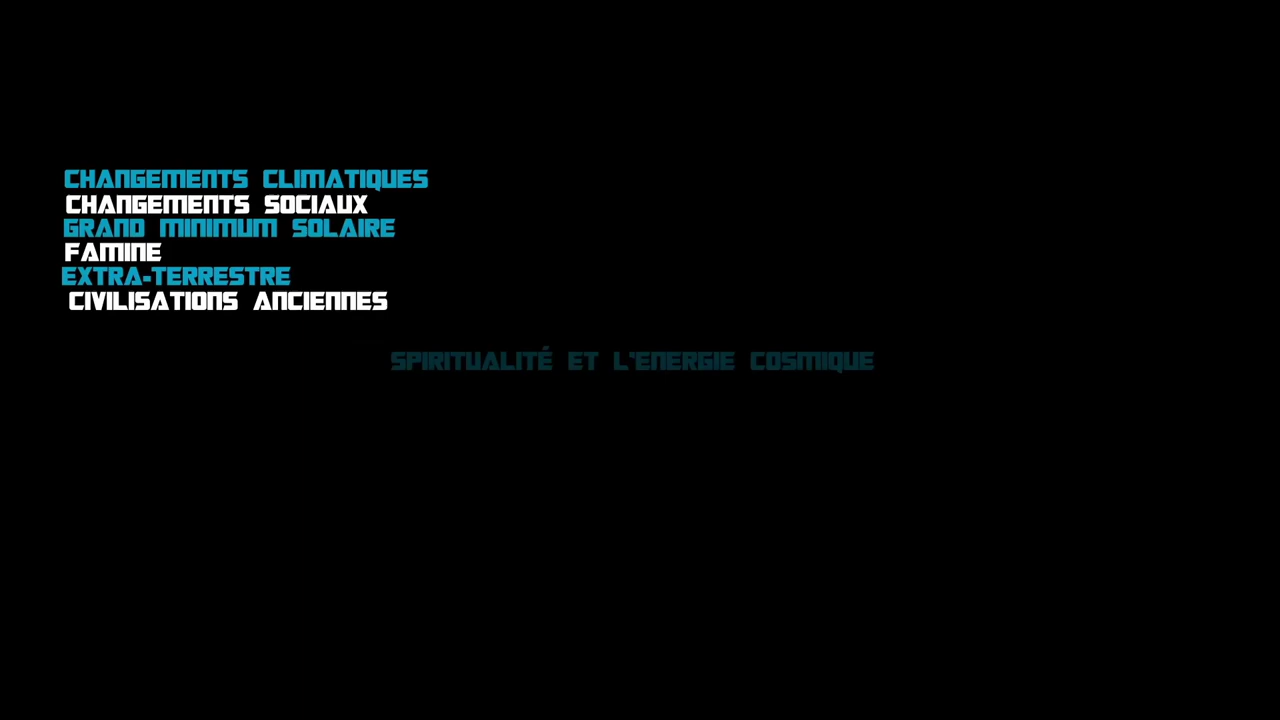 CHANGEMENTS CLIMATIQUES
CHANGEMENTS SOCIAUX
GRAND MINIMUM SOLAIRE
FAMINE
EXTRA-TERRESTRE
CIVILISATIONS ANCIENNES
SPIRITUALITÉ ET L'ENERGIE COSMIQUE